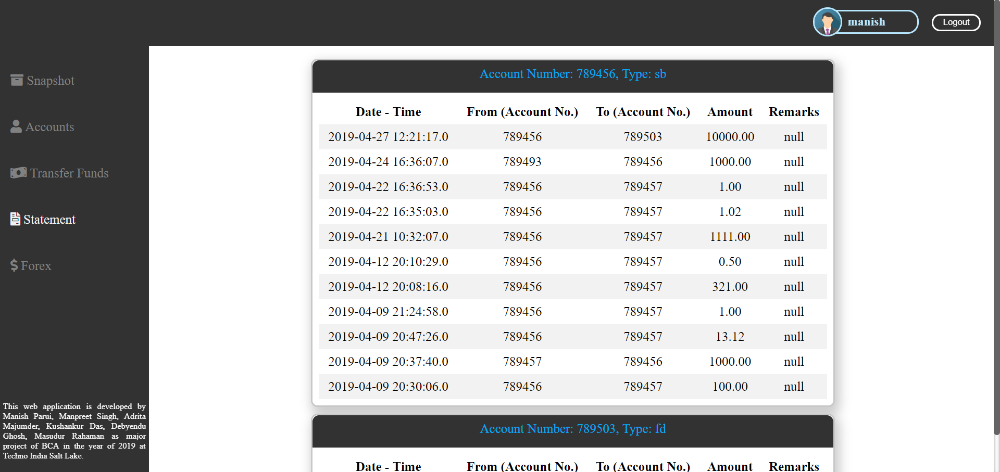 manish
Logout
Snapshot
Accounts
Transfer Funds
Statement
Forex
This web application is developed by
Manish Parui, Manpreet Singh, Adrita
Majumder, Kushankur Das, Debyendu
Ghosh, Masudur Rahaman as major
project of BCA in the year of 2019 at
Techno India Salt Lake.
Account Number: 789456, Type: sb
Date - Time From (Account No.) To (Account No.) Amount Remarks
2019-04-27 12:21:17.0 789456 789503 10000.00 null
2019-04-24 16:36:07.0 789493 789456 1000.00 null
2019-04-22 16:36:53.0 789456 789457 1.00 null
2019-04-22 16:35:03.0 789456 789457 1.02 null
2019-04-21 10:32:07.0 789456 789457 1111.00 null
2019-04-12 20:10:29.0 789456 789457 0.50 null
2019-04-12 20:08:16.0 789456 789457 321.00 null
2019-04-09 21:24:58.0 789456 789457 1.00 null
2019-04-09 20:47:26.0 789456 789457 13.12 null
2019-04-09 20:37:40.0 789457 789456 1000.00 null
2019-04-09 20:30:06.0 789456 789457 100.00 null
Account Number: 789503, Type: fd
Date - Time From (Account No.) To (Account No.) Amount Remarks